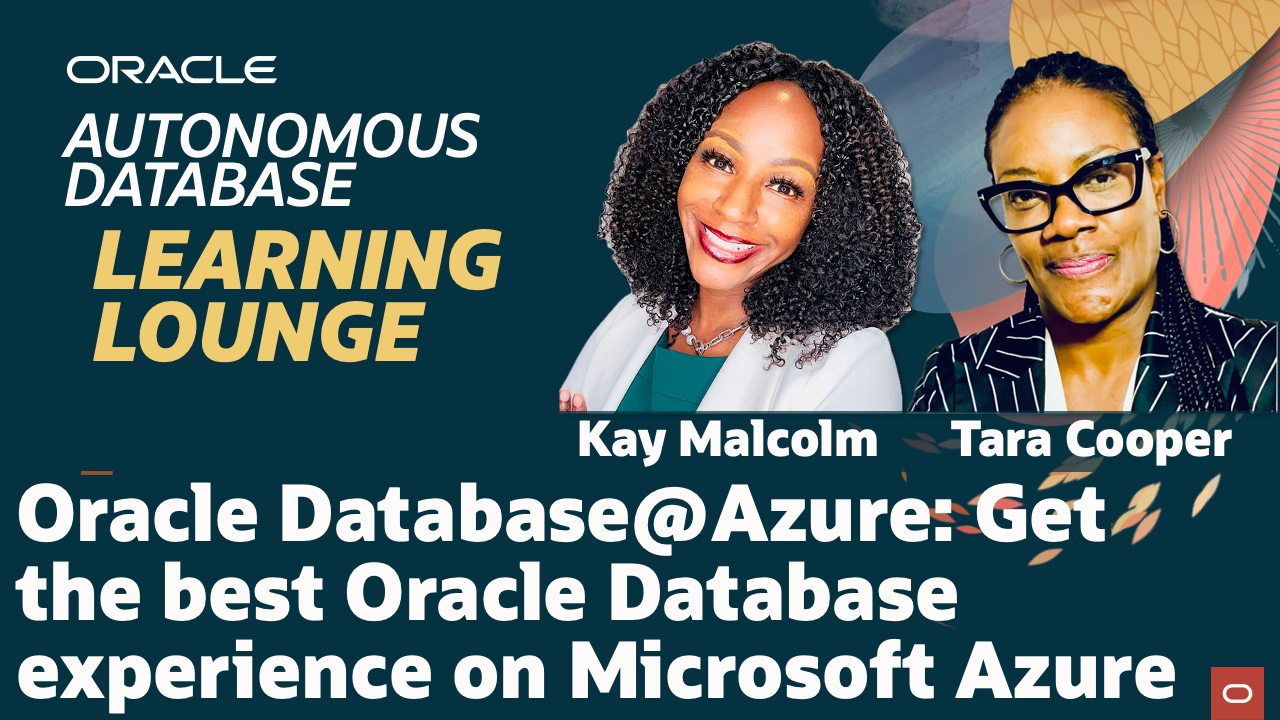 ORACLE
AUTONOMOUS
DATABASE
LEARNING
LOUNGE
Kay Malcolm
Tara Cooper
Oracle Database@Azure: Get
the best Oracle Database
experience on Microsoft Azure